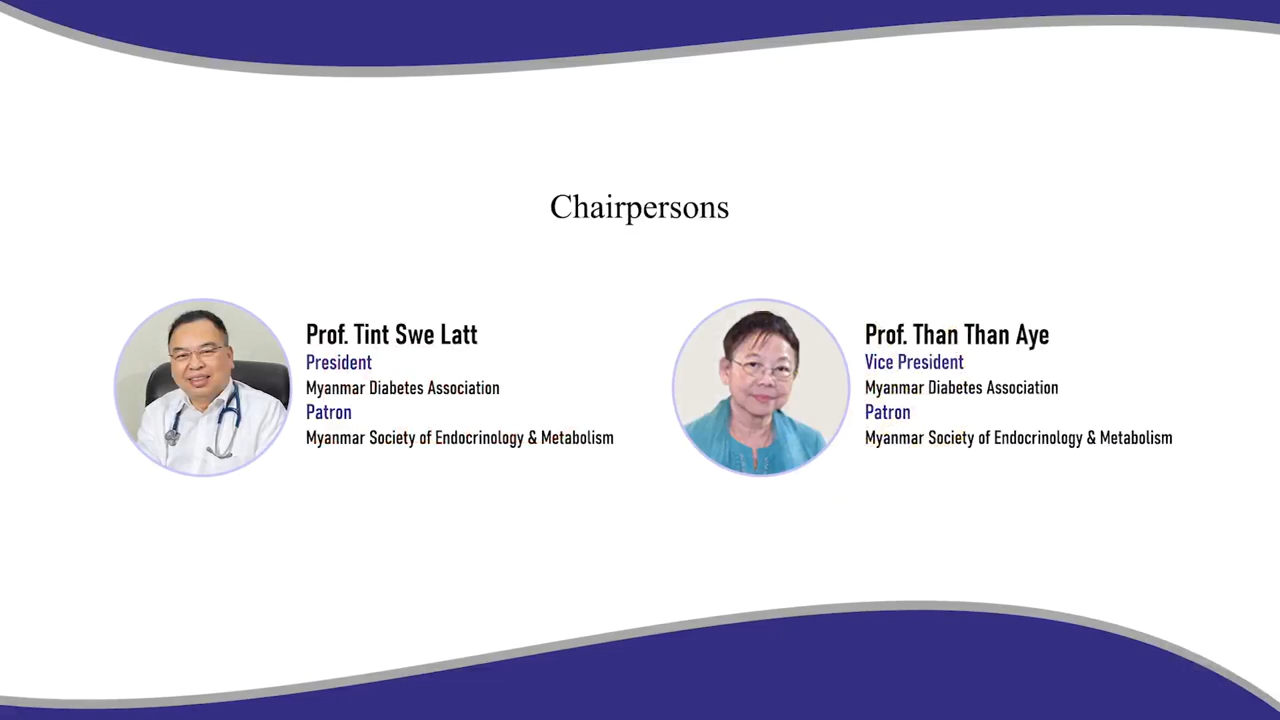 Chairpersons
Prof. Tint Swe Latt
President
Myanmar Diabetes Association
Patron
Myanmar Society of Endocrinology & Metabolism
Prof. Than Than Aye
Vice President
Myanmar Diabetes Association
Patron
Myanmar Society of Endocrinology & Metabolism